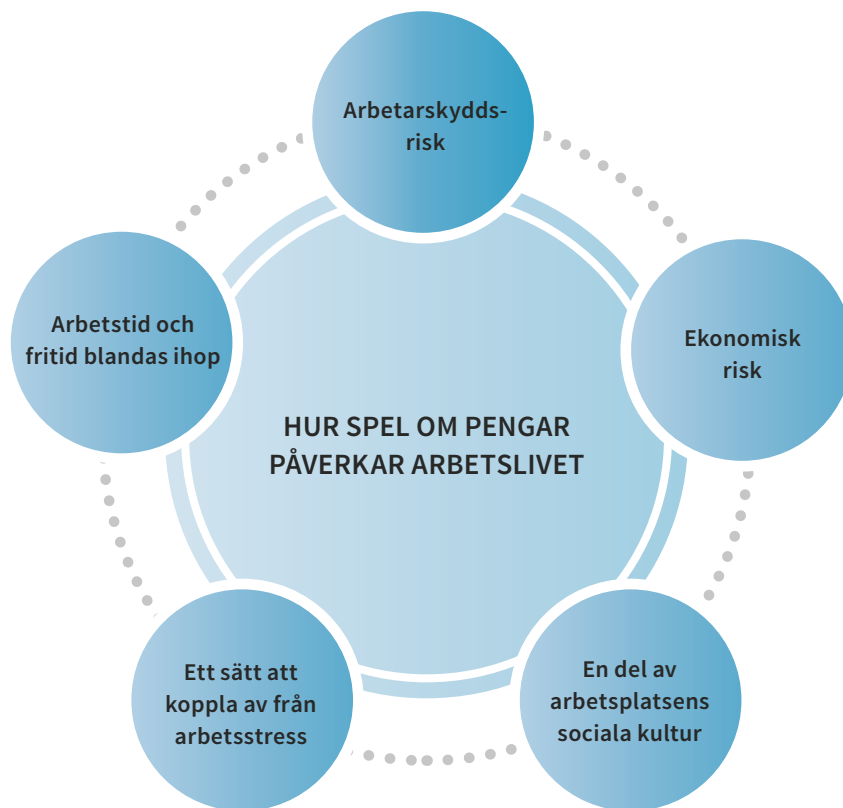 Arbetarskydds-
risk
Arbetstid och
fritid blandas ihop
Ekonomisk
risk
HUR SPEL OM PENGAR
PÅVERKAR ARBETSLIVET
Ett sätt att
koppla av från
arbetsstress
En del av
arbetsplatsens
sociala kultur